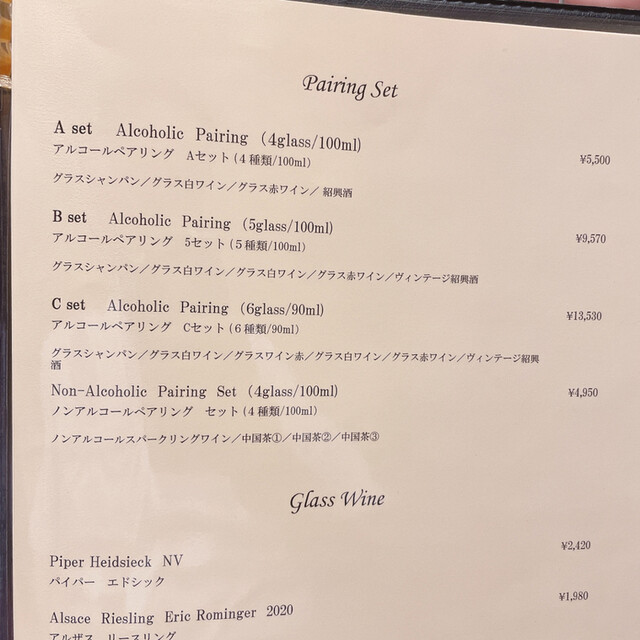 Pairing Set
A set Alcoholic Pairing (4glass/100ml)
アルコールペアリング Aセット(4種類/100ml)
¥5,500
グラスシャンパン/グラス白ワイン/グラス赤ワイン/紹興酒
B set Alcoholic Pairing (5glass/100ml)
アルコールペアリング 5セット(5種類/100ml)
¥9,570
グラスシャンパン/グラス白ワイン/グラス白ワイン/グラス赤ワイン/ヴィンテージ紹興酒
C set Alcoholic Pairing (6glass/90ml)
アルコールペアリング Cセット(6種類/90ml)
¥13,530
グラスシャンパン/グラス白ワイン/グラスワイン赤/グラス白ワイン/グラス赤ワイン/ヴィンテージ紹興
酒
Non-Alcoholic Pairing Set (4glass/100ml)
¥4,950
ノンアルコールペアリング セット(4種類/100ml)
ノンアルコールスパークリングワイン/中国茶①/中国茶②/中国茶③
Glass Wine
Piper Heidsieck NV
¥2,420
パイパー エドシック
Alsace Riesling Eric Rominger 2020
¥1,980
アルザス リースリング